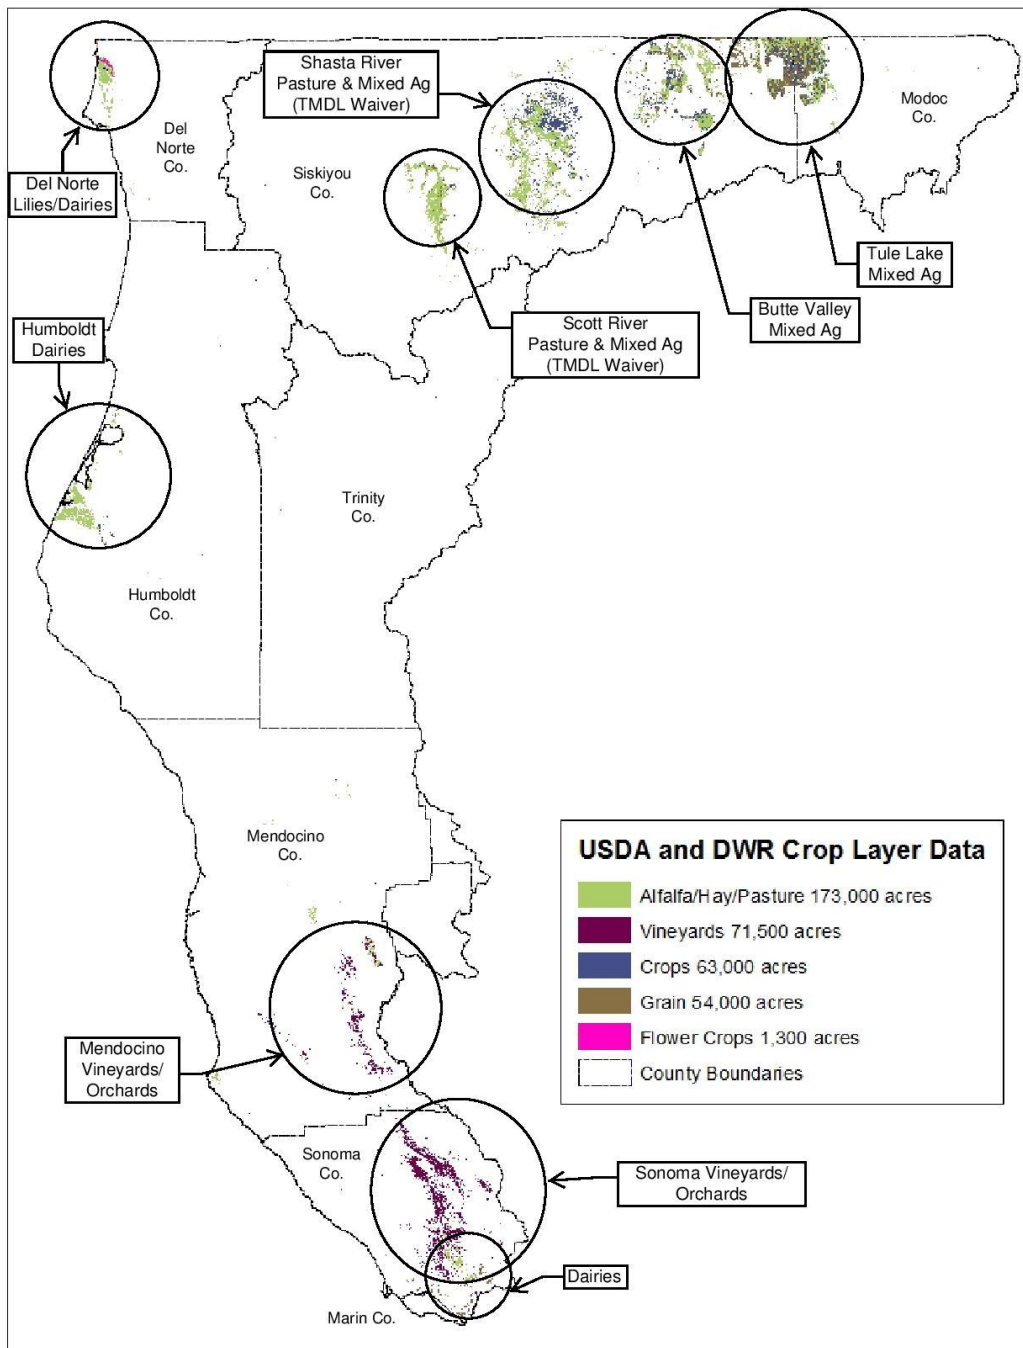 Shasta River
Pasture & Mixed Ag
(TMDL Waiver)
Modoc
Co.
Del
Norte
Co.
Siskiyou
Co.
Del Norte
Lilies/Dairies
Tule Lake
Mixed Ag
Butte Valley
Mixed Ag
Scott River
Pasture & Mixed Ag
(TMDL Waiver)
Humboldt
Dairies
Trinity
Co.
Humboldt
Co.
Mendocino
Co.
USDA and DWR Crop Layer Data
Alfalfa/Hay/Pasture 173,000 acres
Vineyards 71,500 acres
Crops 63,000 acres
Grain 54,000 acres
Flower Crops 1,300 acres
County Boundaries
Mendocino
Vineyards/
Orchards
Sonoma
Co.
Sonoma Vineyards/
Orchards
Dairies
Marin Co.